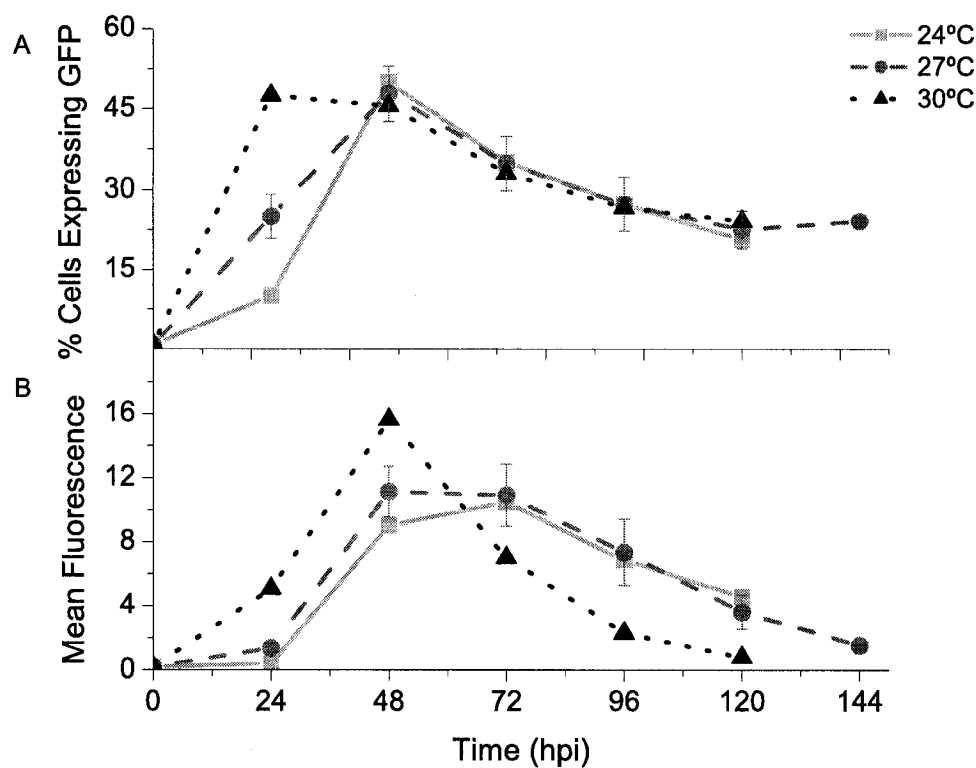 A
% Cells Expressing GFP
60
45
30
15
24ºC
27ºC
30ºC
B
Mean Fluorescence
16
12
8
4
0
0 24 48 72 96 120 144
Time (hpi)